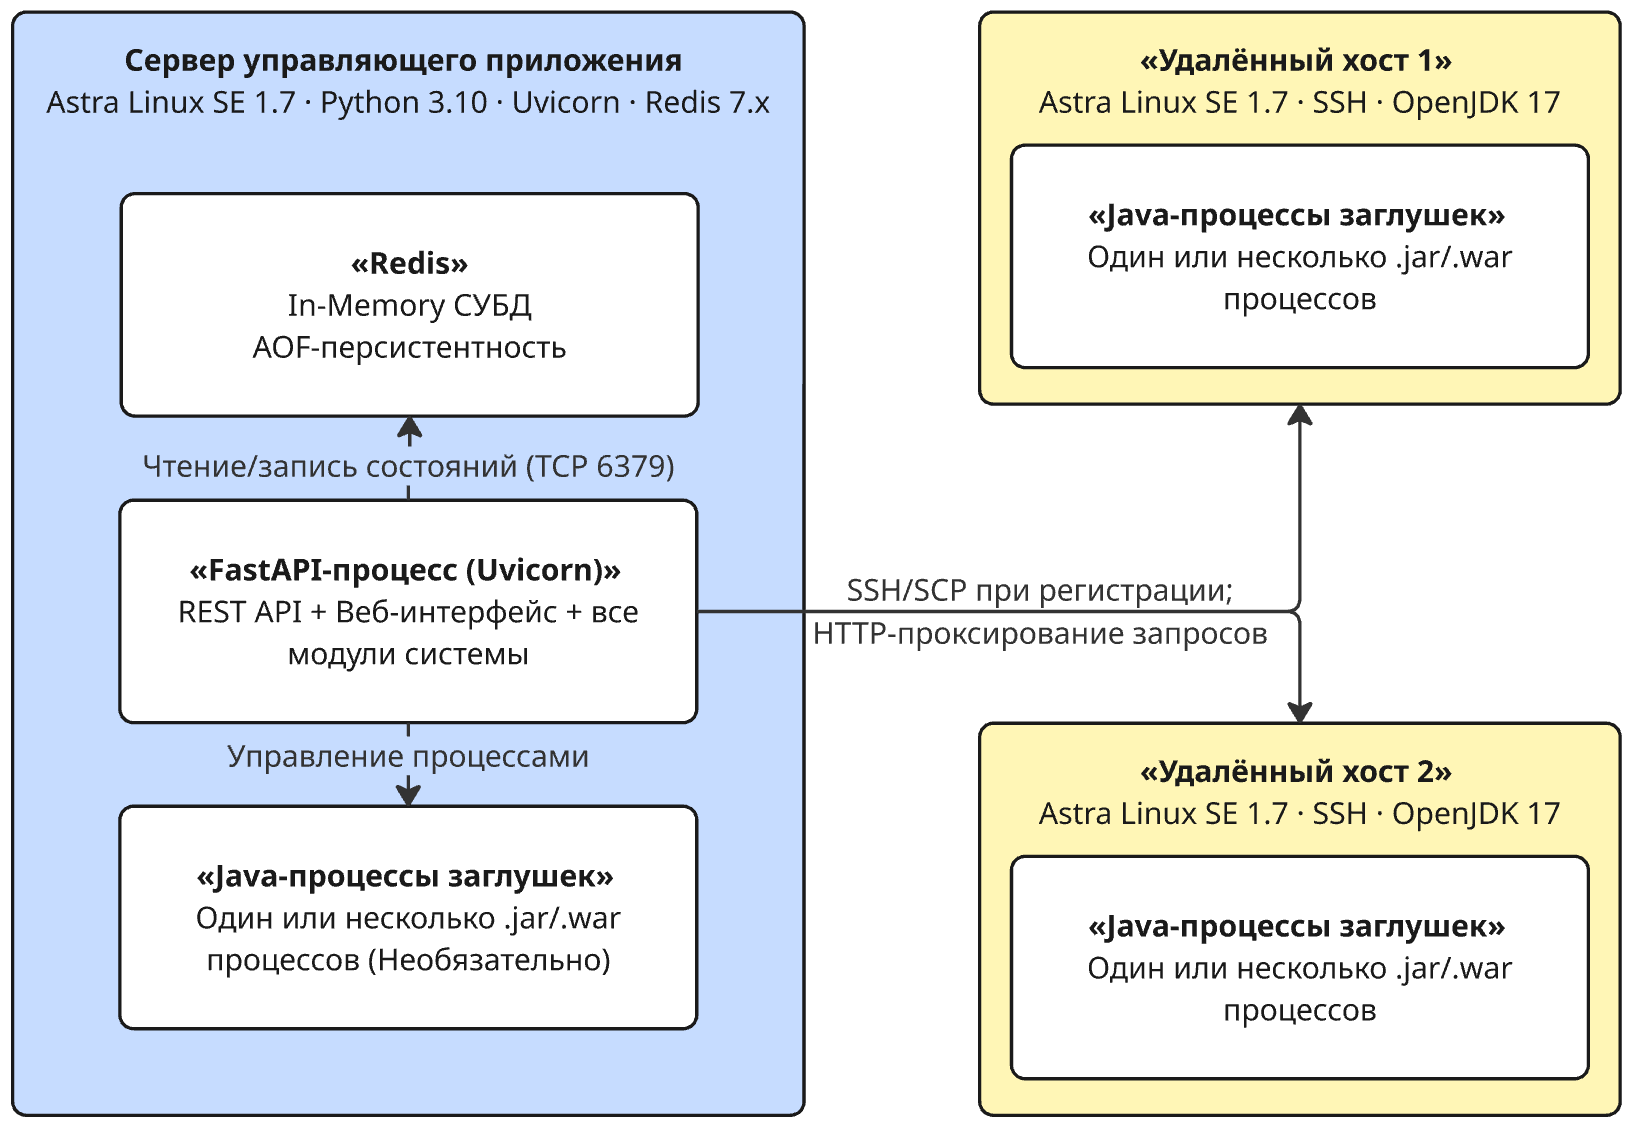 Сервер управляющего приложения
Astra Linux SE 1.7 · Python 3.10 · Uvicorn · Redis 7.x
«Redis»
In-Memory СУБД
AOF-персистентность
Чтение/запись состояний (TCP 6379)
«FastAPI-процесс (Uvicorn)»
REST API + Веб-интерфейс + все
модули системы
Управление процессами
«Java-процессы заглушек»
Один или несколько .jar/.war
процессов (Необязательно)
SSH/SCP при регистрации;
HTTP-проксирование запросов
«Удалённый хост 1»
Astra Linux SE 1.7 · SSH · OpenJDK 17
«Java-процессы заглушек»
Один или несколько .jar/.war
процессов
«Удалённый хост 2»
Astra Linux SE 1.7 · SSH · OpenJDK 17
«Java-процессы заглушек»
Один или несколько .jar/.war
процессов